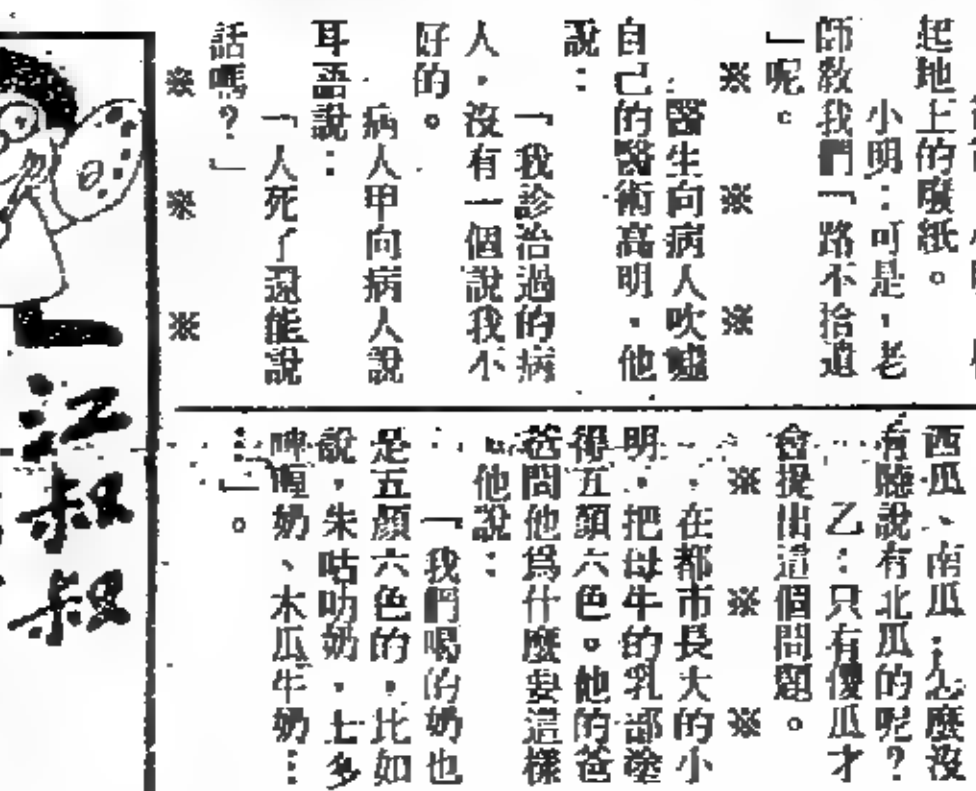 起地上的廢紙。
小明：可是，老
師敎我們「路不拾遺
」呢。
※ ※ ※
醫生向病人吹噓
自己的醫術高明，他
說：
「我診治過的病
人，沒有一個說我不
好的。
病人甲向病人說
耳語說：
「人死了還能說
話嗎？」
※ ※ ※
西瓜、南瓜；怎麼沒
有聽說有北瓜的呢？
乙：只有傻瓜才
會提出這個問題。
※ ※ ※
在都市長大的小
明，把母牛的乳部塗
得五顏六色。他的爸
爸問他爲什麼要這樣
，他說：
「我們喝的奶也
是五顏六色的，比如
說，朱咕叻奶，士多
啤梨奶、木瓜牛奶…
…」。
江叔叔